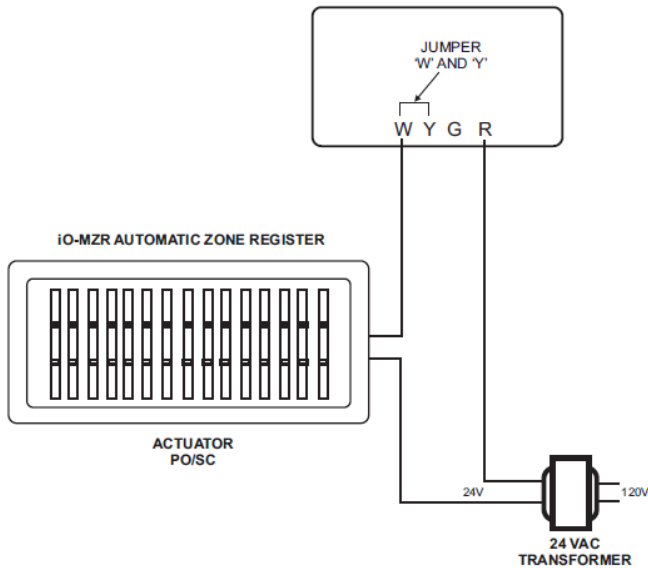 JUMPER
‘W’ AND ‘Y’
W Y G R
iO-MZR AUTOMATIC ZONE REGISTER
ACTUATOR
PO/SC
24V
120V
24 VAC
TRANSFORMER